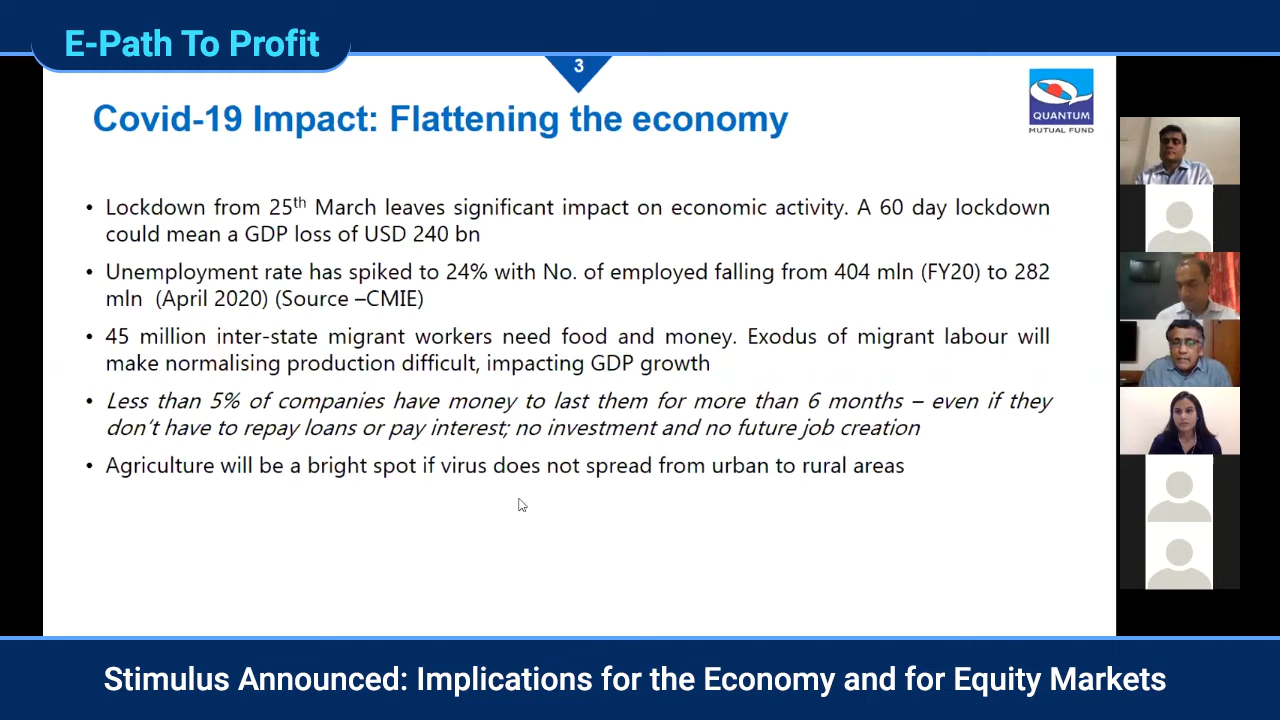 E-Path To Profit
3
Covid-19 Impact: Flattening the economy
QUANTUM
MUTUAL FUND
• Lockdown from 25th March leaves significant impact on economic activity. A 60 day lockdown
could mean a GDP loss of USD 240 bn
• Unemployment rate has spiked to 24% with No. of employed falling from 404 mln (FY20) to 282
mln (April 2020) (Source –CMIE)
• 45 million inter-state migrant workers need food and money. Exodus of migrant labour will
make normalising production difficult, impacting GDP growth
• Less than 5% of companies have money to last them for more than 6 months – even if they
don't have to repay loans or pay interest; no investment and no future job creation
• Agriculture will be a bright spot if virus does not spread from urban to rural areas
Stimulus Announced: Implications for the Economy and for Equity Markets